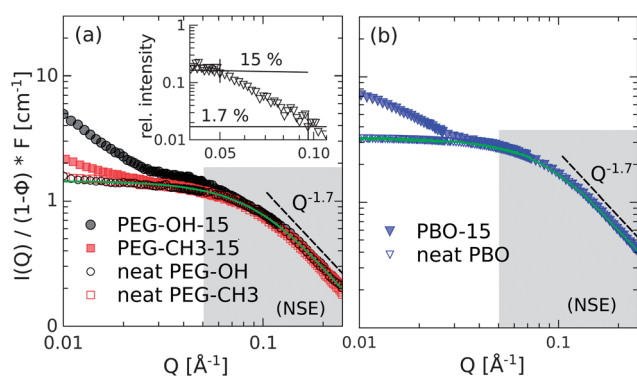 (a)
(b)
I(Q) / (1-Φ) * F [cm⁻¹]
10
1
0
rel. intensity
0.1
0.01
15 %
1.7 %
0.05
0.10
Q⁻¹·⁷
PEG-OH-15
PEG-CH3-15
neat PEG-OH
neat PEG-CH3
(NSE)
0.01
0.1
Q [Å⁻¹]
Q⁻¹·⁷
PBO-15
neat PBO
(NSE)
0.01
0.1
Q [Å⁻¹]